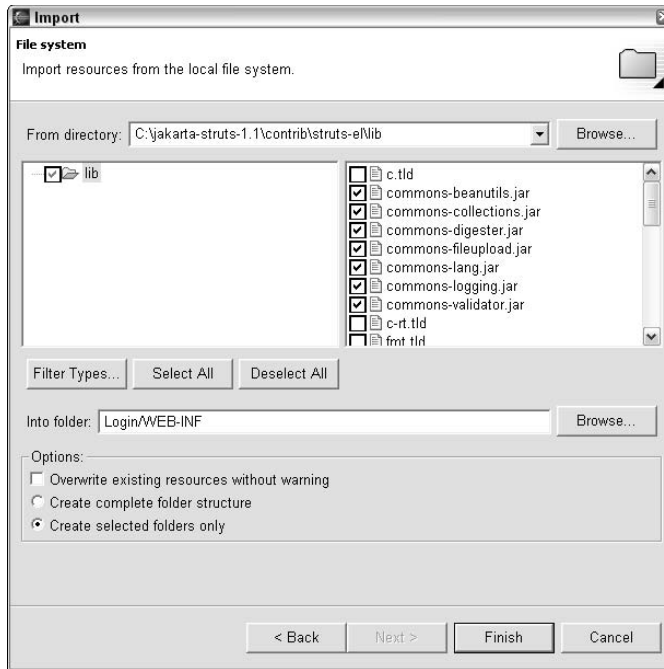 Import
File system
Import resources from the local file system.
From directory: C:\jakarta-struts-1.1\contrib\struts-el\lib Browse...
lib
c.tld
commons-beanutils.jar
commons-collections.jar
commons-digester.jar
commons-fileupload.jar
commons-lang.jar
commons-logging.jar
commons-validator.jar
c-rt.tld
fmt.tld
Filter Types... Select All Deselect All
Into folder: Login/WEB-INF Browse...
Options:
Overwrite existing resources without warning
Create complete folder structure
Create selected folders only
< Back Next > Finish Cancel